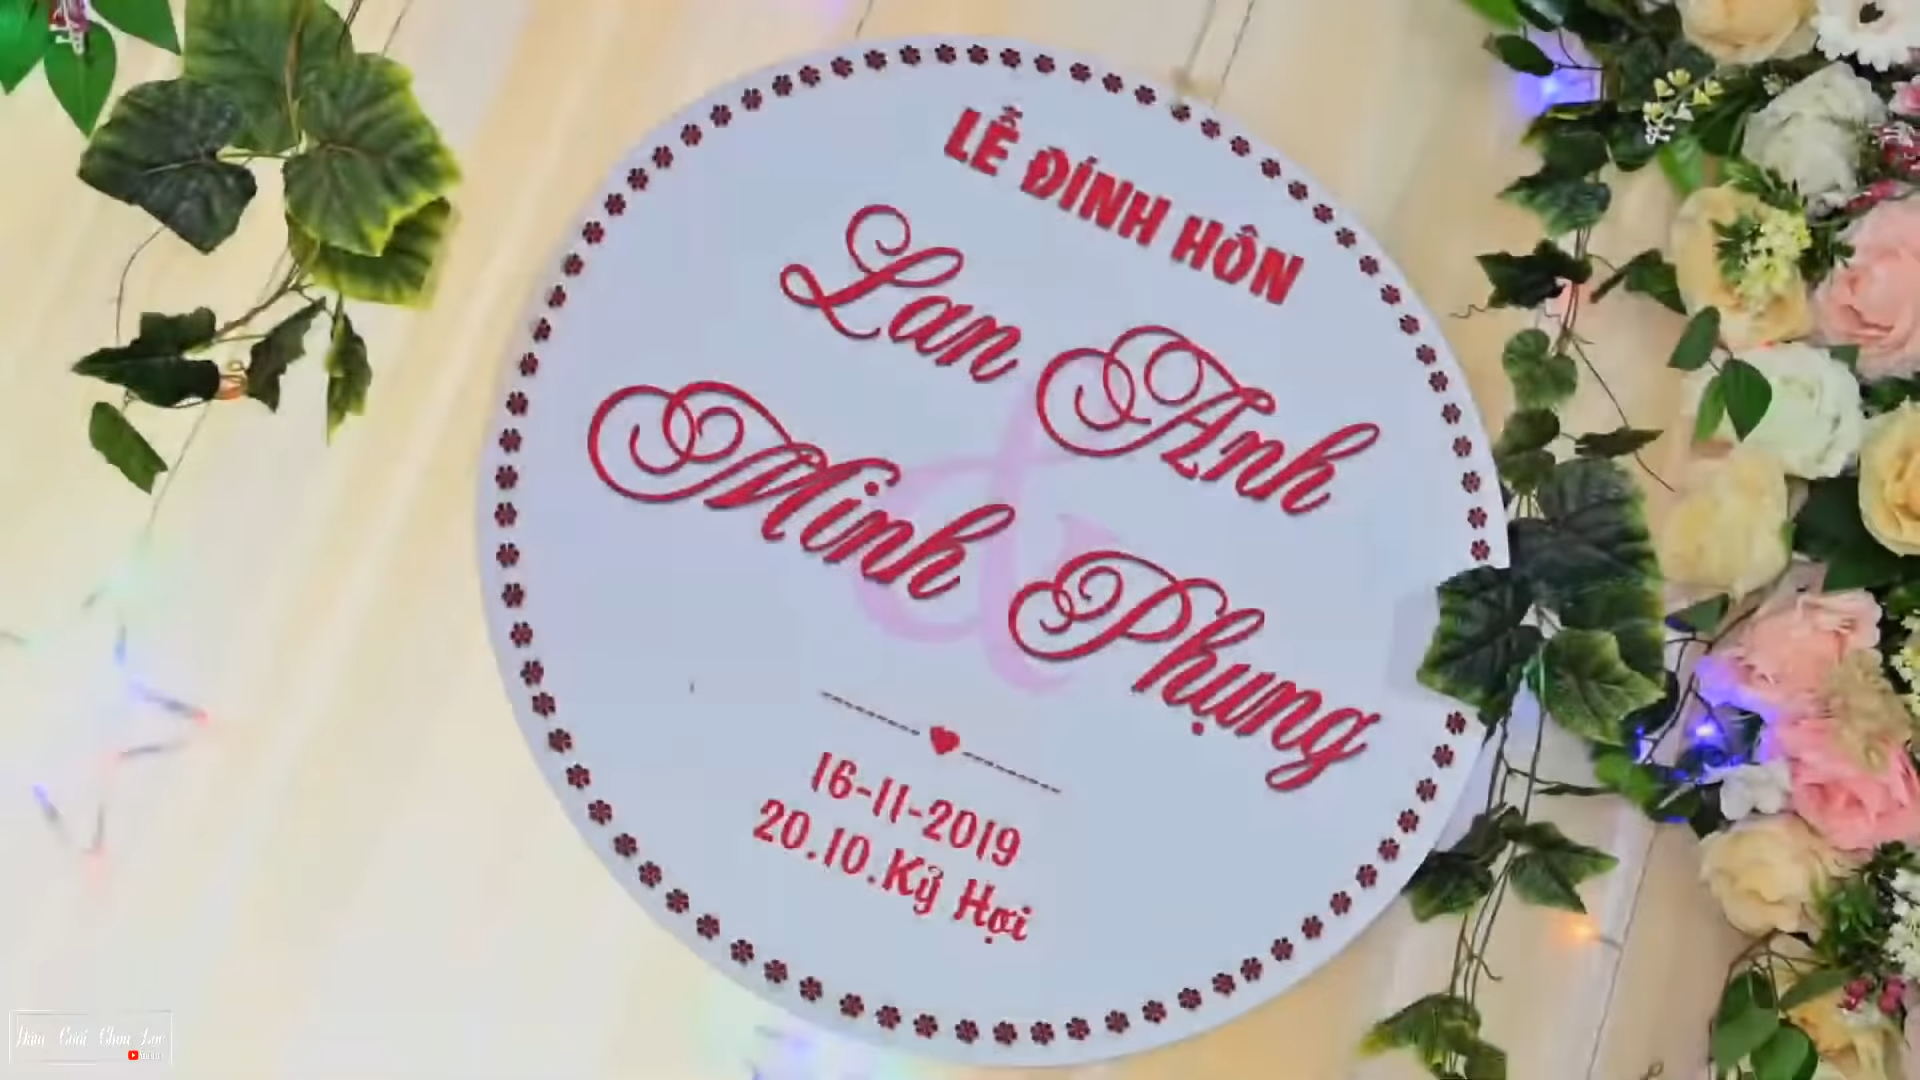 LỄ ĐÍNH HÔN
Lan Anh
&
Minh Phụng
16-11-2019
20.10.Kỷ Hợi